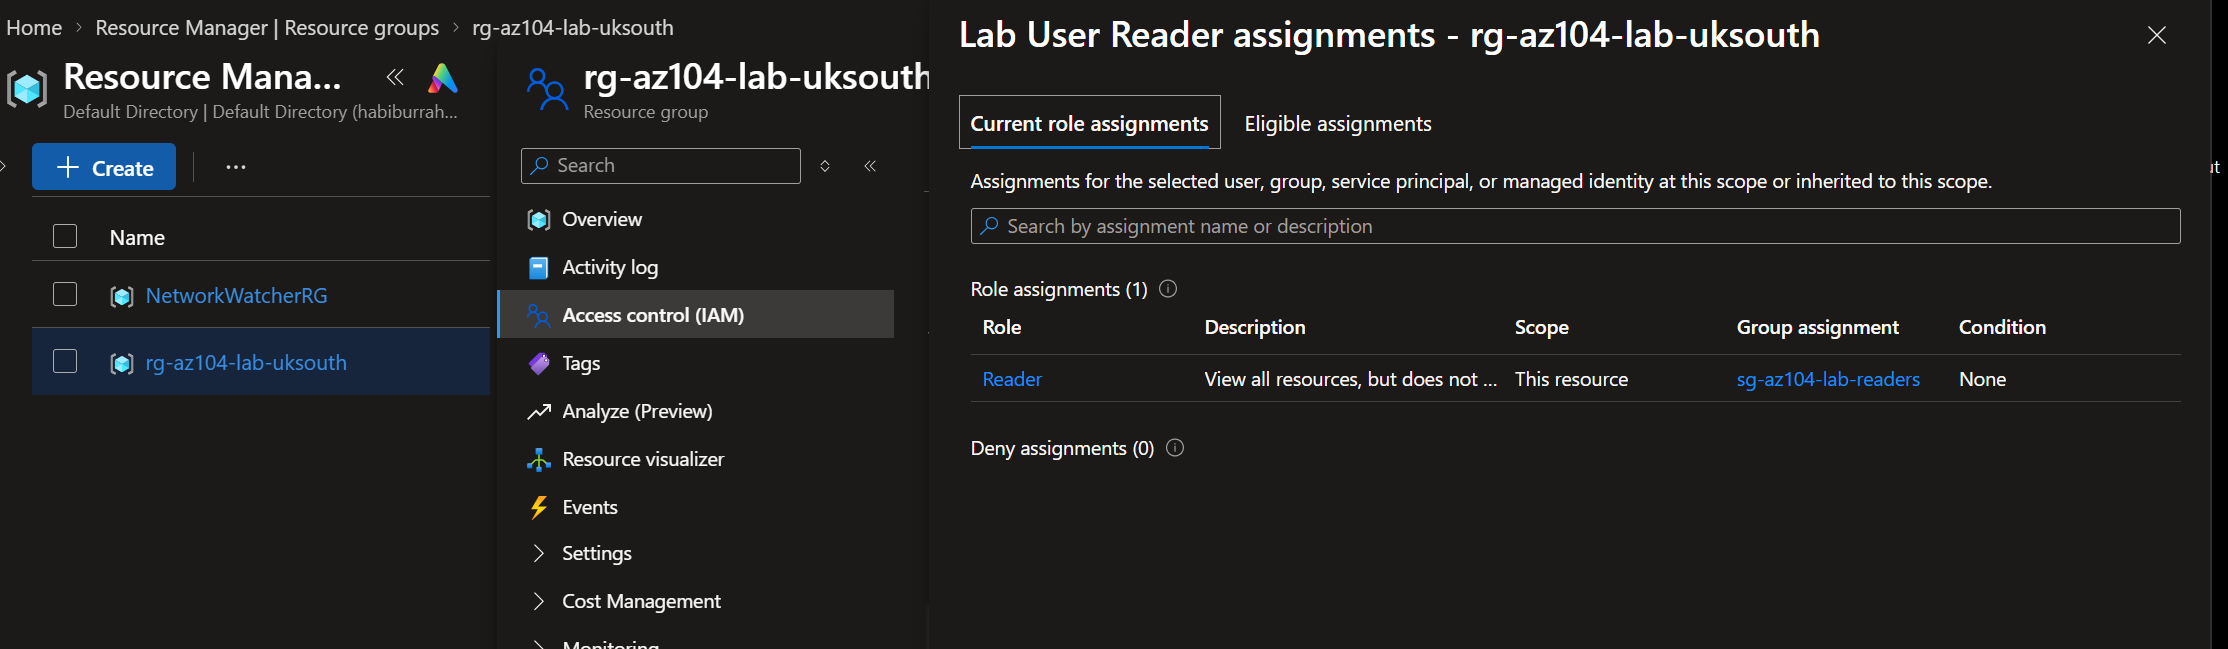 Home > Resource Manager | Resource groups > rg-az104-lab-uksouth
Resource Mana...
Default Directory | Default Directory (habiburrah...
Create
Name
NetworkWatcherRG
rg-az104-lab-uksouth
rg-az104-lab-uksouth
Resource group
Search
Overview
Activity log
Access control (IAM)
Tags
Analyze (Preview)
Resource visualizer
Events
Settings
Cost Management
Monitoring
Lab User Reader assignments - rg-az104-lab-uksouth
Current role assignments Eligible assignments
Assignments for the selected user, group, service principal, or managed identity at this scope or inherited to this scope.
Search by assignment name or description
Role assignments (1)
Role Description Scope Group assignment Condition
Reader View all resources, but does not ... This resource sg-az104-lab-readers None
Deny assignments (0)